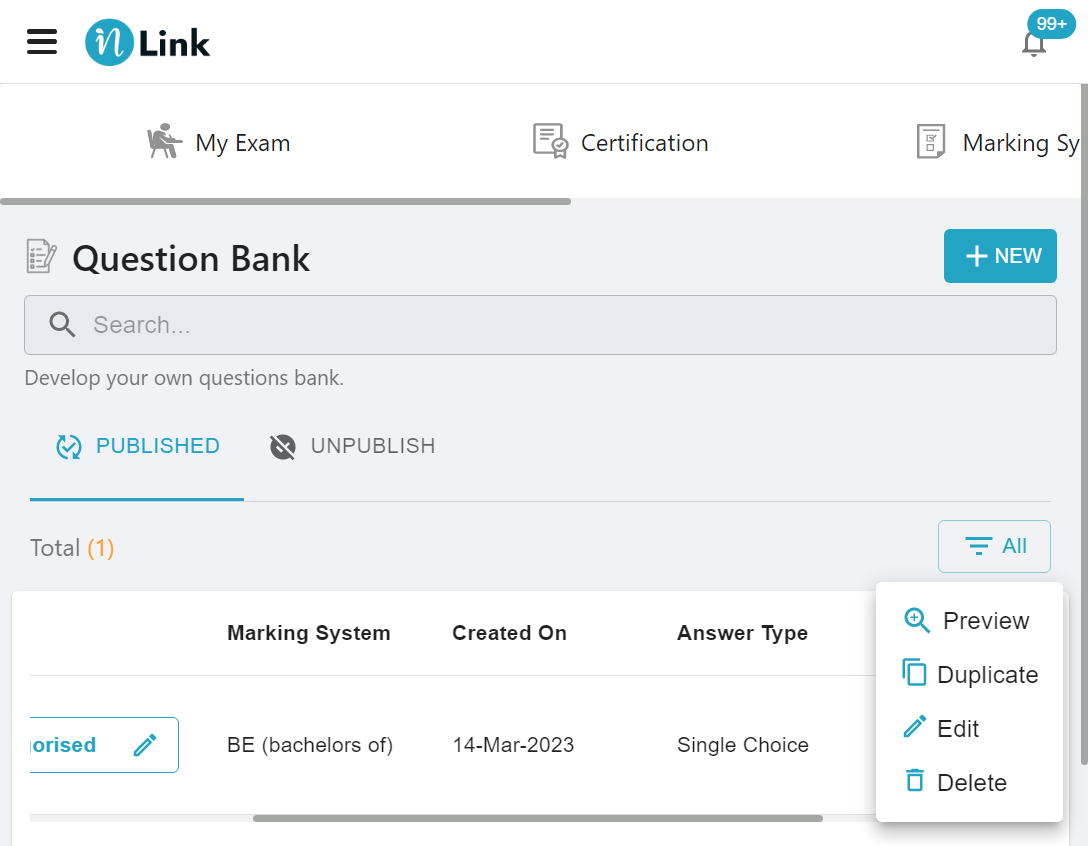 n Link
99+
My Exam
Certification
Marking Sy
Question Bank
+ NEW
Search...
Develop your own questions bank.
PUBLISHED
UNPUBLISH
Total (1)
All
Marking System
Created On
Answer Type
orised
BE (bachelors of)
14-Mar-2023
Single Choice
Preview
Duplicate
Edit
Delete